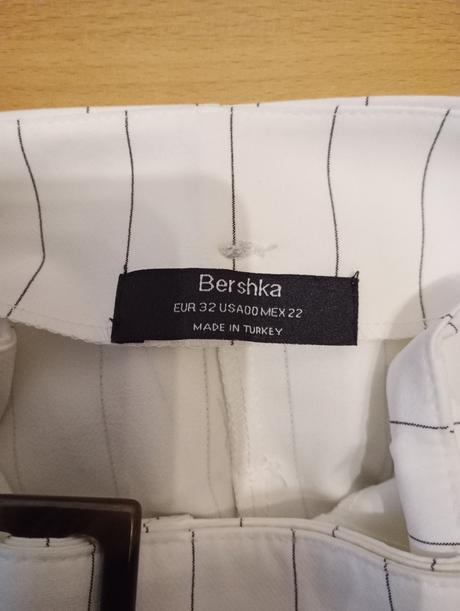 Bershka
EUR 32 USA00 MEX 22
MADE IN TURKEY